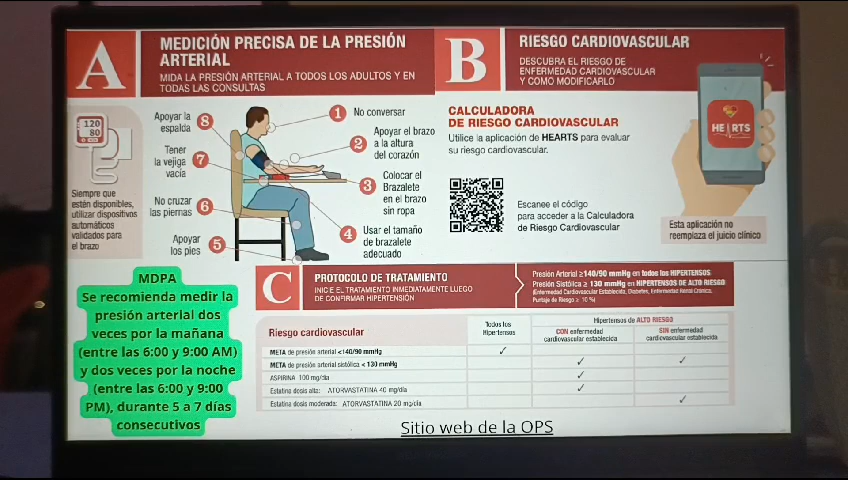 A
MEDICIÓN PRECISA DE LA PRESIÓN
ARTERIAL
MIDA LA PRESIÓN ARTERIAL A TODOS LOS ADULTOS Y EN
TODAS LAS CONSULTAS
120
80
Siempre que
estén disponibles,
utilizar dispositivos
automáticos
validados para
el brazo
1 No conversar
2 Apoyar el brazo
a la altura
del corazón
3 Colocar el
Brazalete
en el brazo
sin ropa
4 Usar el tamaño
de brazalete
adecuado
Apoyar
los pies 5
No cruzar
las piernas 6
Tener
la vejiga
vacía 7
Apoyar la
espalda 8
B
RIESGO CARDIOVASCULAR
DESCUBRA EL RIESGO DE
ENFERMEDAD CARDIOVASCULAR
Y COMO MODIFICARLO
CALCULADORA
DE RIESGO CARDIOVASCULAR
Utilice la aplicación de HEARTS para evaluar
su riesgo cardiovascular.
Escanee el código
para acceder a la Calculadora
de Riesgo Cardiovascular
HEARTS
Esta aplicación no
reemplaza el juicio clínico
MDPA
Se recomienda medir la
presión arterial dos
veces por la mañana
(entre las 6:00 y 9:00 AM)
y dos veces por la noche
(entre las 6:00 y 9:00
PM), durante 5 a 7 días
consecutivos
C
PROTOCOLO DE TRATAMIENTO
INICIE EL TRATAMIENTO INMEDIATAMENTE LUEGO
DE CONFIRMAR HIPERTENSIÓN
Presión Arterial ≥140/90 mmHg en todos los HIPERTENSOS
Presión Sistólica ≥ 130 mmHg en HIPERTENSOS DE ALTO RIESGO
(Enfermedad Cardiovascular Establecida, Diabetes, Enfermedad Renal Crónica,
Puntaje de Riesgo ≥ 10 %)
Riesgo cardiovascular
Todos los
Hipertensos
Hipertensos de ALTO RIESGO
CON enfermedad
cardiovascular establecida
SIN enfermedad
cardiovascular establecida
META de presión arterial <140/90 mmHg ✓
META de presión arterial sistólica < 130 mmHg ✓ ✓
ASPIRINA 100 mg/día ✓
Estatina dosis alta: ATORVASTATINA 40 mg/día ✓
Estatina dosis moderada: ATORVASTATINA 20 mg/día ✓
Sitio web de la OPS